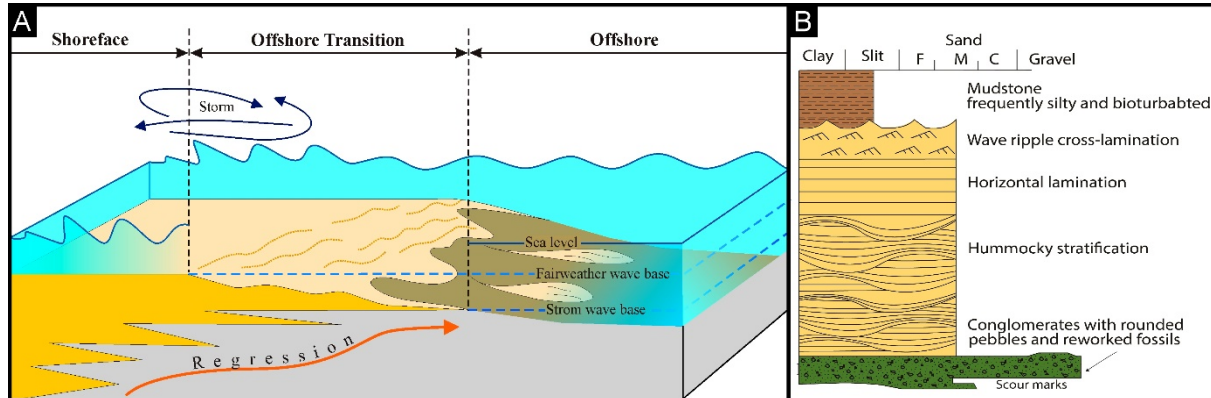 A
Shoreface
Offshore Transition
Offshore
Storm
Sea level
Fairweather wave base
Strom wave base
Regression
B
Sand
Clay
Slit
F
M
C
Gravel
Mudstone
frequently silty and bioturbabted
Wave ripple cross-lamination
Horizontal lamination
Hummocky stratification
Conglomerates with rounded
pebbles and reworked fossils
Scour marks